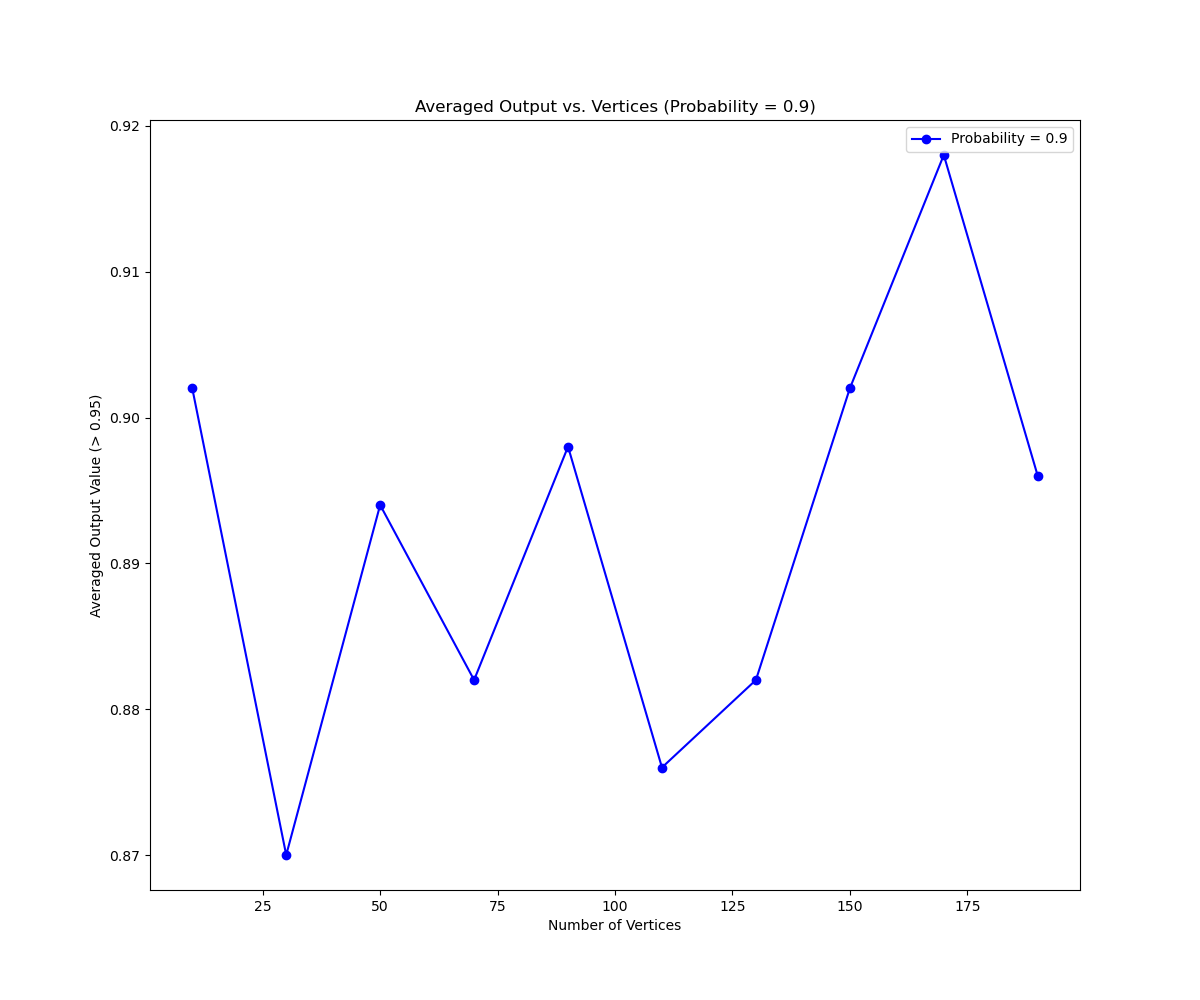 Averaged Output vs. Vertices (Probability = 0.9)
Probability = 0.9
0.92
0.91
0.90
0.89
0.88
0.87
Averaged Output Value (> 0.95)
25 50 75 100 125 150 175
Number of Vertices